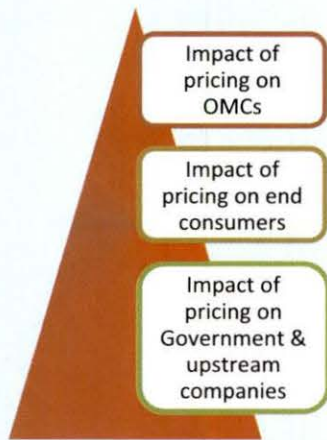 Impact of
pricing on
OMCs
Impact of
pricing on end
consumers
Impact of
pricing on
Government &
upstream
companies